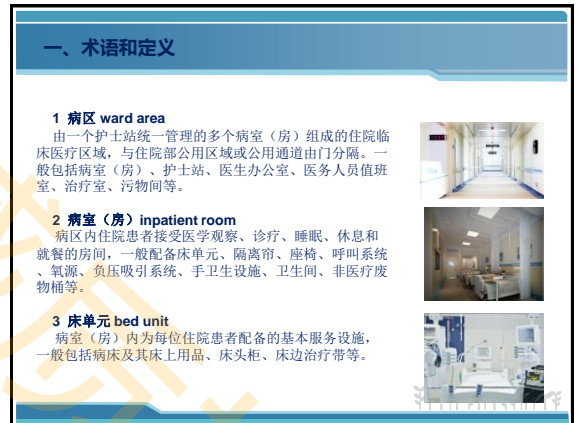 一、术语和定义
1 病区 ward area
由一个护士站统一管理的多个病室（房）组成的住院临
床医疗区域，与住院部公用区域或公用通道由门分隔。一
般包括病室（房）、护士站、医生办公室、医务人员值班
室、治疗室、污物间等。
2 病室（房）inpatient room
病区内住院患者接受医学观察、诊疗、睡眠、休息和
就餐的房间，一般配备床单元、隔离帘、座椅、呼叫系统
、氧源、负压吸引系统、手卫生设施、卫生间、非医疗废
物桶等。
3 床单元 bed unit
病室（房）内为每位住院患者配备的基本服务设施，
一般包括病床及其床上用品、床头柜、床边治疗带等。